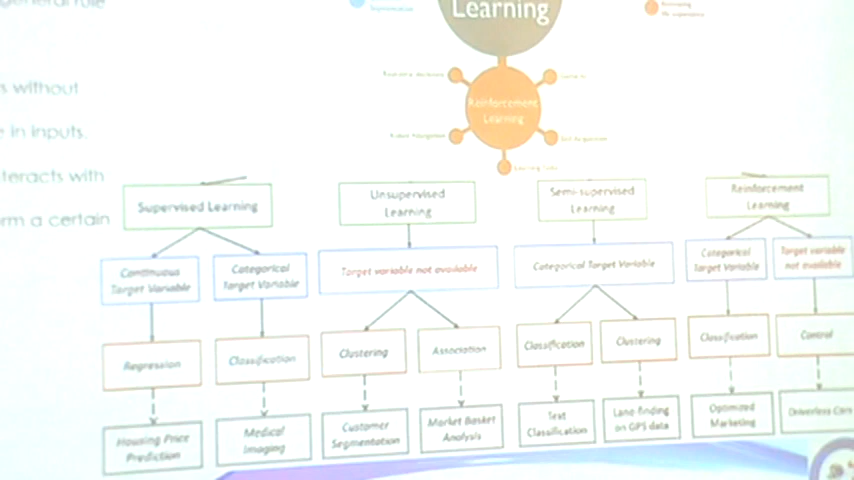 general rule
s without
e in inputs.
teracts with
rm a certain
Learning
Reinforcement
Learning
Supervised Learning
Unsupervised
Learning
Semi-supervised
Learning
Reinforcement
Learning
Continuous
Target Variable
Categorical
Target Variable
Target variable not available
Categorical Target Variable
Categorical
Target Variable
Target variable
not available
Regression
Classification
Clustering
Association
Classification
Clustering
Classification
Control
Housing Price
Prediction
Medical
Imaging
Customer
Segmentation
Market Basket
Analysis
Text
Classification
Lane-finding
on GPS data
Optimized
Marketing
Driverless Cars